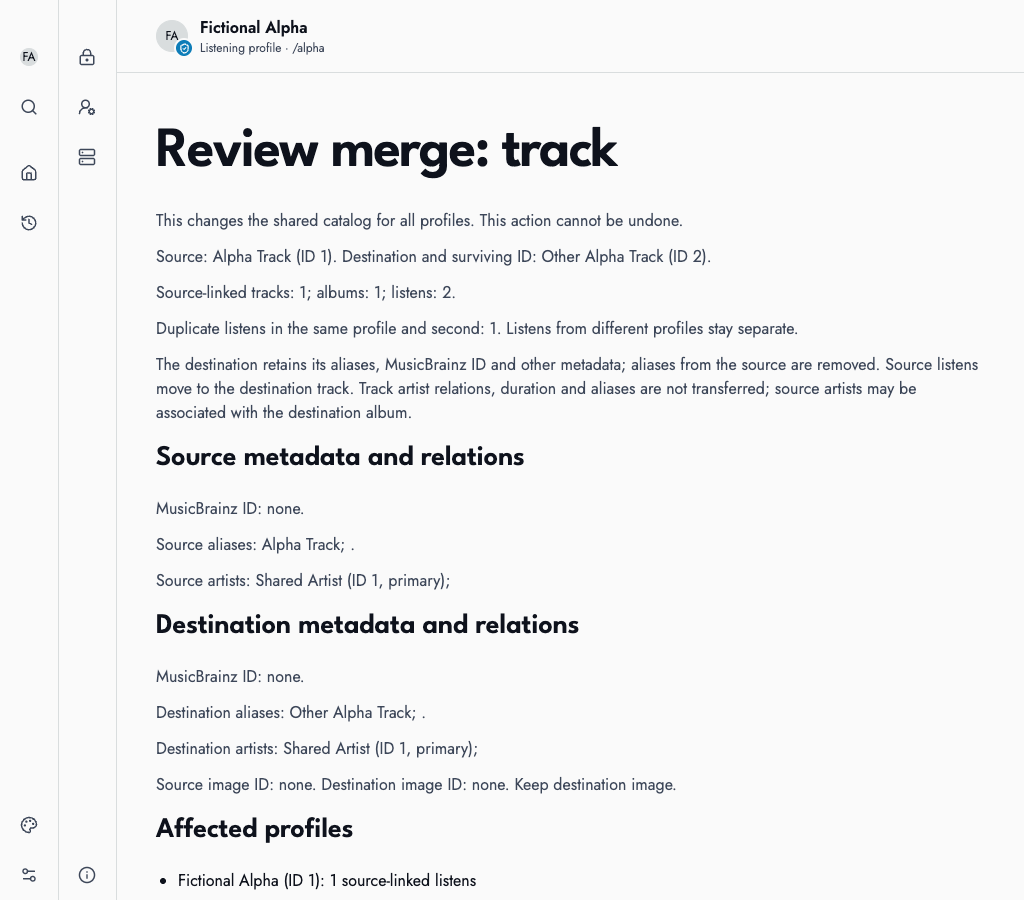 FA
FA
Fictional Alpha
Listening profile · /alpha
Review merge: track
This changes the shared catalog for all profiles. This action cannot be undone.
Source: Alpha Track (ID 1). Destination and surviving ID: Other Alpha Track (ID 2).
Source-linked tracks: 1; albums: 1; listens: 2.
Duplicate listens in the same profile and second: 1. Listens from different profiles stay separate.
The destination retains its aliases, MusicBrainz ID and other metadata; aliases from the source are removed. Source listens
move to the destination track. Track artist relations, duration and aliases are not transferred; source artists may be
associated with the destination album.
Source metadata and relations
MusicBrainz ID: none.
Source aliases: Alpha Track; .
Source artists: Shared Artist (ID 1, primary);
Destination metadata and relations
MusicBrainz ID: none.
Destination aliases: Other Alpha Track; .
Destination artists: Shared Artist (ID 1, primary);
Source image ID: none. Destination image ID: none. Keep destination image.
Affected profiles
• Fictional Alpha (ID 1): 1 source-linked listens